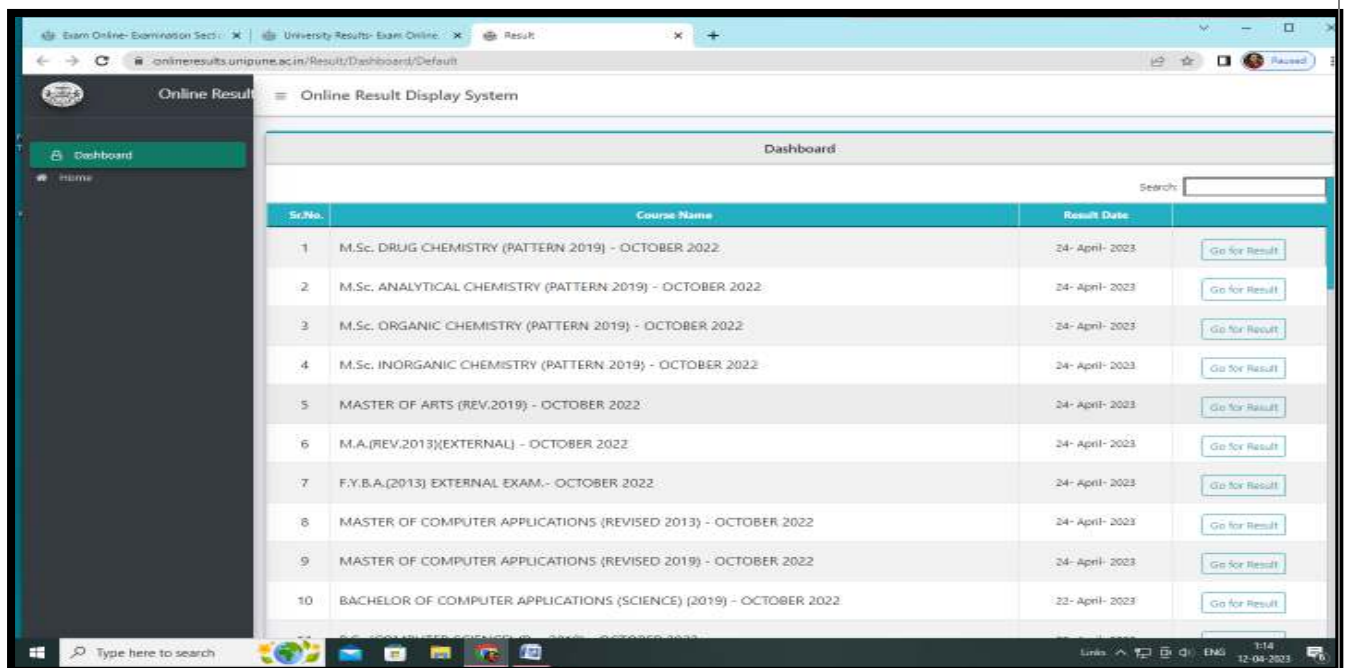 Exam Online- Examination Secti
University Results- Exam Online
Result
onlineresults.unipune.ac.in/Result/Dashboard/Default
Paused
Online Result
Online Result Display System
Dashboard
Home
Dashboard
Search:
Sr.No. Course Name Result Date
1 M.Sc. DRUG CHEMISTRY (PATTERN 2019) - OCTOBER 2022 24- April- 2023 Go for Result
2 M.Sc. ANALYTICAL CHEMISTRY (PATTERN 2019) - OCTOBER 2022 24- April- 2023 Go for Result
3 M.Sc. ORGANIC CHEMISTRY (PATTERN 2019) - OCTOBER 2022 24- April- 2023 Go for Result
4 M.Sc. INORGANIC CHEMISTRY (PATTERN 2019) - OCTOBER 2022 24- April- 2023 Go for Result
5 MASTER OF ARTS (REV.2019) - OCTOBER 2022 24- April- 2023 Go for Result
6 M.A.(REV.2013)(EXTERNAL) - OCTOBER 2022 24- April- 2023 Go for Result
7 F.Y.B.A.(2013) EXTERNAL EXAM.- OCTOBER 2022 24- April- 2023 Go for Result
8 MASTER OF COMPUTER APPLICATIONS (REVISED 2013) - OCTOBER 2022 24- April- 2023 Go for Result
9 MASTER OF COMPUTER APPLICATIONS (REVISED 2019) - OCTOBER 2022 24- April- 2023 Go for Result
10 BACHELOR OF COMPUTER APPLICATIONS (SCIENCE) (2019) - OCTOBER 2022 22- April- 2023 Go for Result
Type here to search
Links
ENG
1:14
12-04-2023